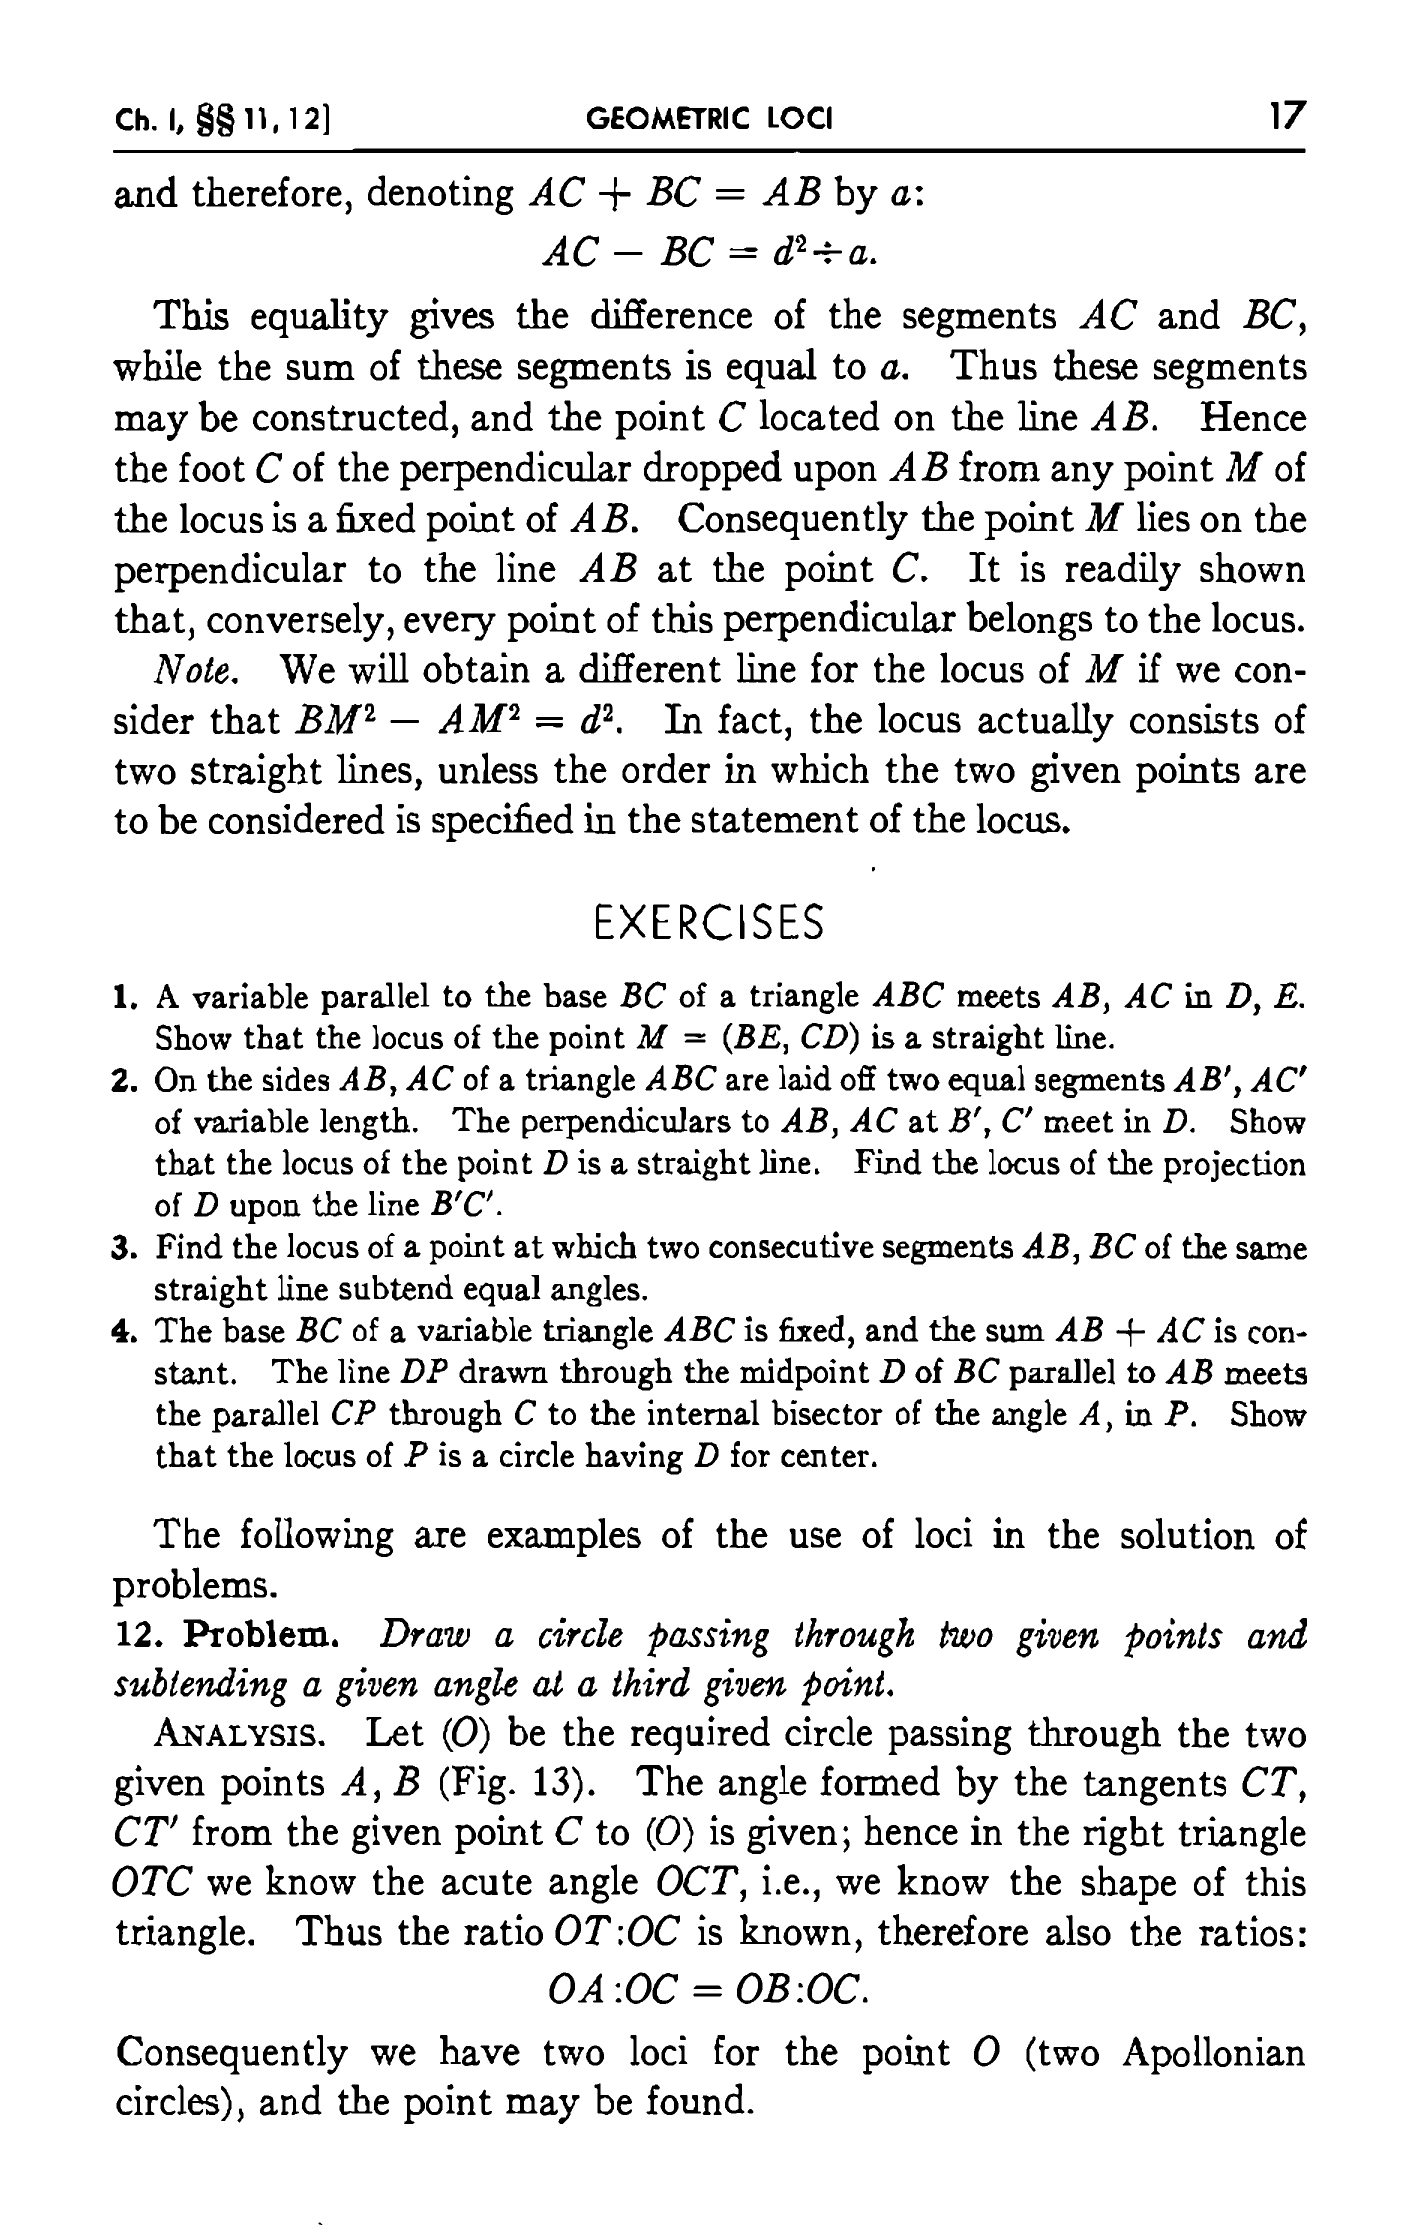 Ch. I, §§ 11, 12] GEOMETRIC LOCI 17
and therefore, denoting AC + BC = AB by a:
AC − BC = d² ÷ a.
This equality gives the difference of the segments AC and BC,
while the sum of these segments is equal to a. Thus these segments
may be constructed, and the point C located on the line AB. Hence
the foot C of the perpendicular dropped upon AB from any point M of
the locus is a fixed point of AB. Consequently the point M lies on the
perpendicular to the line AB at the point C. It is readily shown
that, conversely, every point of this perpendicular belongs to the locus.
Note. We will obtain a different line for the locus of M if we con-
sider that BM² − AM² = d². In fact, the locus actually consists of
two straight lines, unless the order in which the two given points are
to be considered is specified in the statement of the locus.
EXERCISES
1. A variable parallel to the base BC of a triangle ABC meets AB, AC in D, E.
Show that the locus of the point M = (BE, CD) is a straight line.
2. On the sides AB, AC of a triangle ABC are laid off two equal segments AB', AC'
of variable length. The perpendiculars to AB, AC at B', C' meet in D. Show
that the locus of the point D is a straight line. Find the locus of the projection
of D upon the line B'C'.
3. Find the locus of a point at which two consecutive segments AB, BC of the same
straight line subtend equal angles.
4. The base BC of a variable triangle ABC is fixed, and the sum AB + AC is con-
stant. The line DP drawn through the midpoint D of BC parallel to AB meets
the parallel CP through C to the internal bisector of the angle A, in P. Show
that the locus of P is a circle having D for center.
The following are examples of the use of loci in the solution of
problems.
12. Problem. Draw a circle passing through two given points and
subtending a given angle at a third given point.
ANALYSIS. Let (O) be the required circle passing through the two
given points A, B (Fig. 13). The angle formed by the tangents CT,
CT' from the given point C to (O) is given; hence in the right triangle
OTC we know the acute angle OCT, i.e., we know the shape of this
triangle. Thus the ratio OT:OC is known, therefore also the ratios:
OA:OC = OB:OC.
Consequently we have two loci for the point O (two Apollonian
circles), and the point may be found.